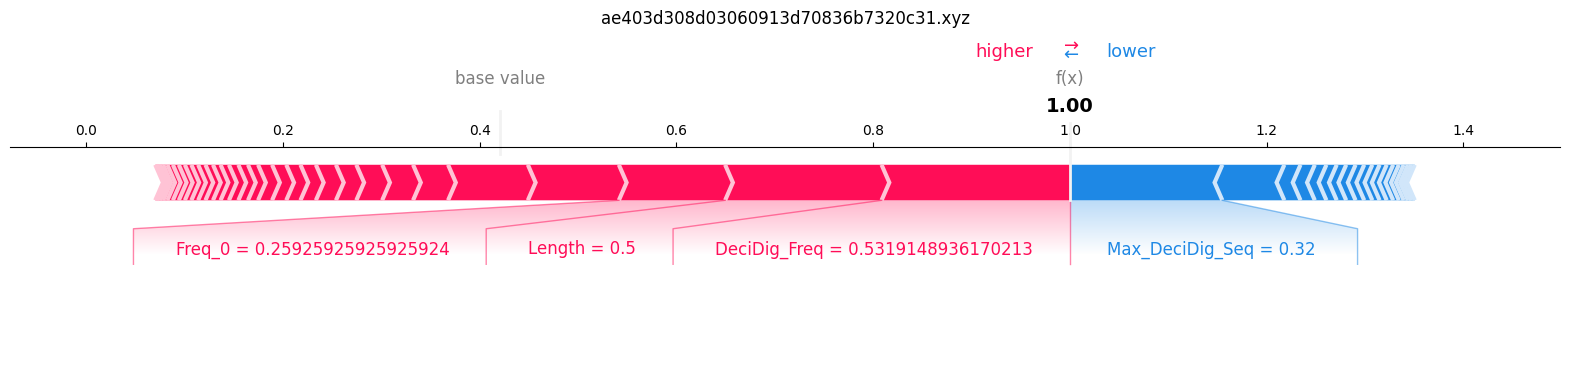 ae403d308d03060913d70836b7320c31.xyz
higher → ← lower
base value f(x)
1.00
0.0 0.2 0.4 0.6 0.8 1.0 1.2 1.4
Freq_0 = 0.25925925925925924 Length = 0.5 DeciDig_Freq = 0.5319148936170213 Max_DeciDig_Seq = 0.32